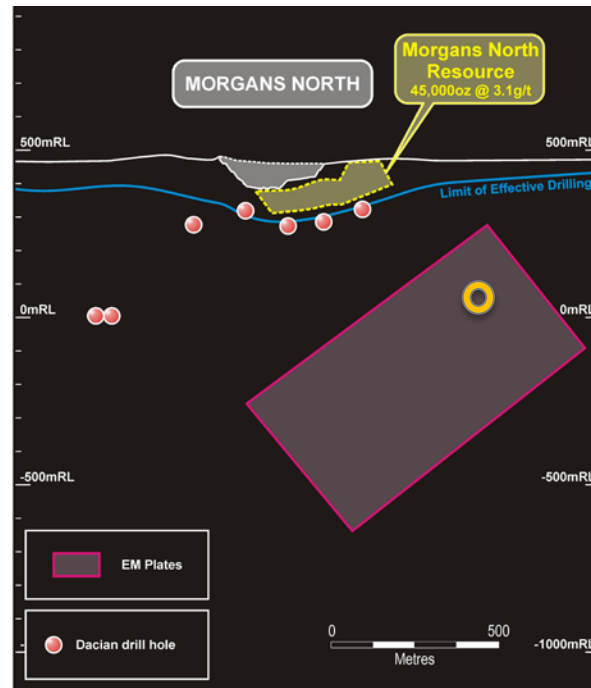 Morgans North
Resource
45,000oz @ 3.1g/t
MORGANS NORTH
500mRL
500mRL
Limit of Effective Drilling
0mRL
0mRL
-500mRL
-500mRL
EM Plates
Dacian drill hole
0
500
Metres
-1000mRL